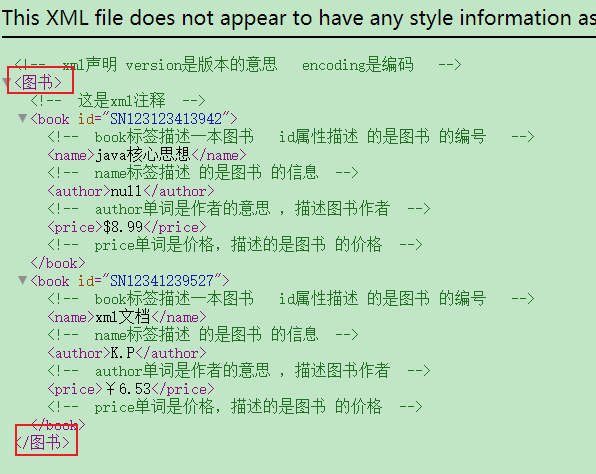 This XML file does not appear to have any style information as
<!-- xml声明 version是版本的意思 encoding是编码 -->
▼<图书>
<!-- 这是xml注释 -->
▼<book id="SN123123413942">
<!-- book标签描述一本图书 id属性描述 的是图书 的编号 -->
<name>java核心思想</name>
<!-- name标签描述 的是图书 的信息 -->
<author>null</author>
<!-- author单词是作者的意思 ，描述图书作者 -->
<price>$8.99</price>
<!-- price单词是价格，描述的是图书 的价格 -->
</book>
▼<book id="SN12341239527">
<!-- book标签描述一本图书 id属性描述 的是图书 的编号 -->
<name>xml文档</name>
<!-- name标签描述 的是图书 的信息 -->
<author>K.P</author>
<!-- author单词是作者的意思 ，描述图书作者 -->
<price>￥6.53</price>
<!-- price单词是价格，描述的是图书 的价格 -->
</book>
</图书>